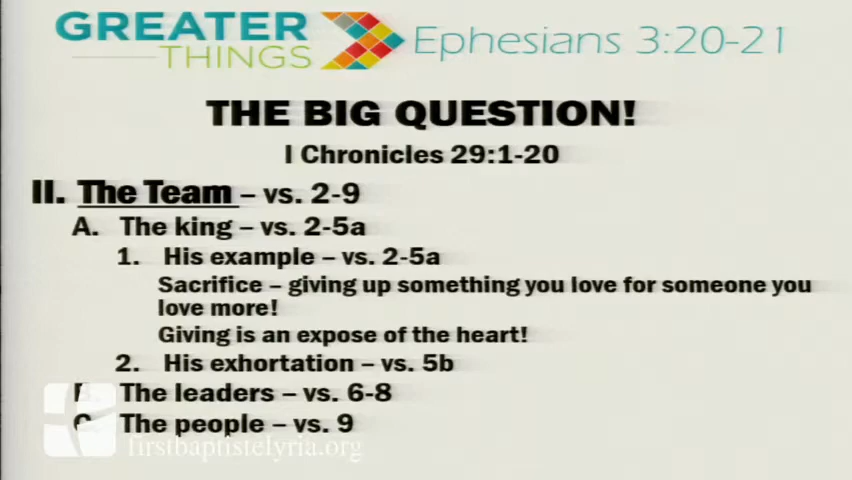 GREATER
THINGS
Ephesians 3:20-21
THE BIG QUESTION!
I Chronicles 29:1-20
II. The Team – vs. 2-9
A. The king – vs. 2-5a
1. His example – vs. 2-5a
Sacrifice – giving up something you love for someone you
love more!
Giving is an expose of the heart!
2. His exhortation – vs. 5b
B. The leaders – vs. 6-8
C. The people – vs. 9
firstbaptistelyria.org